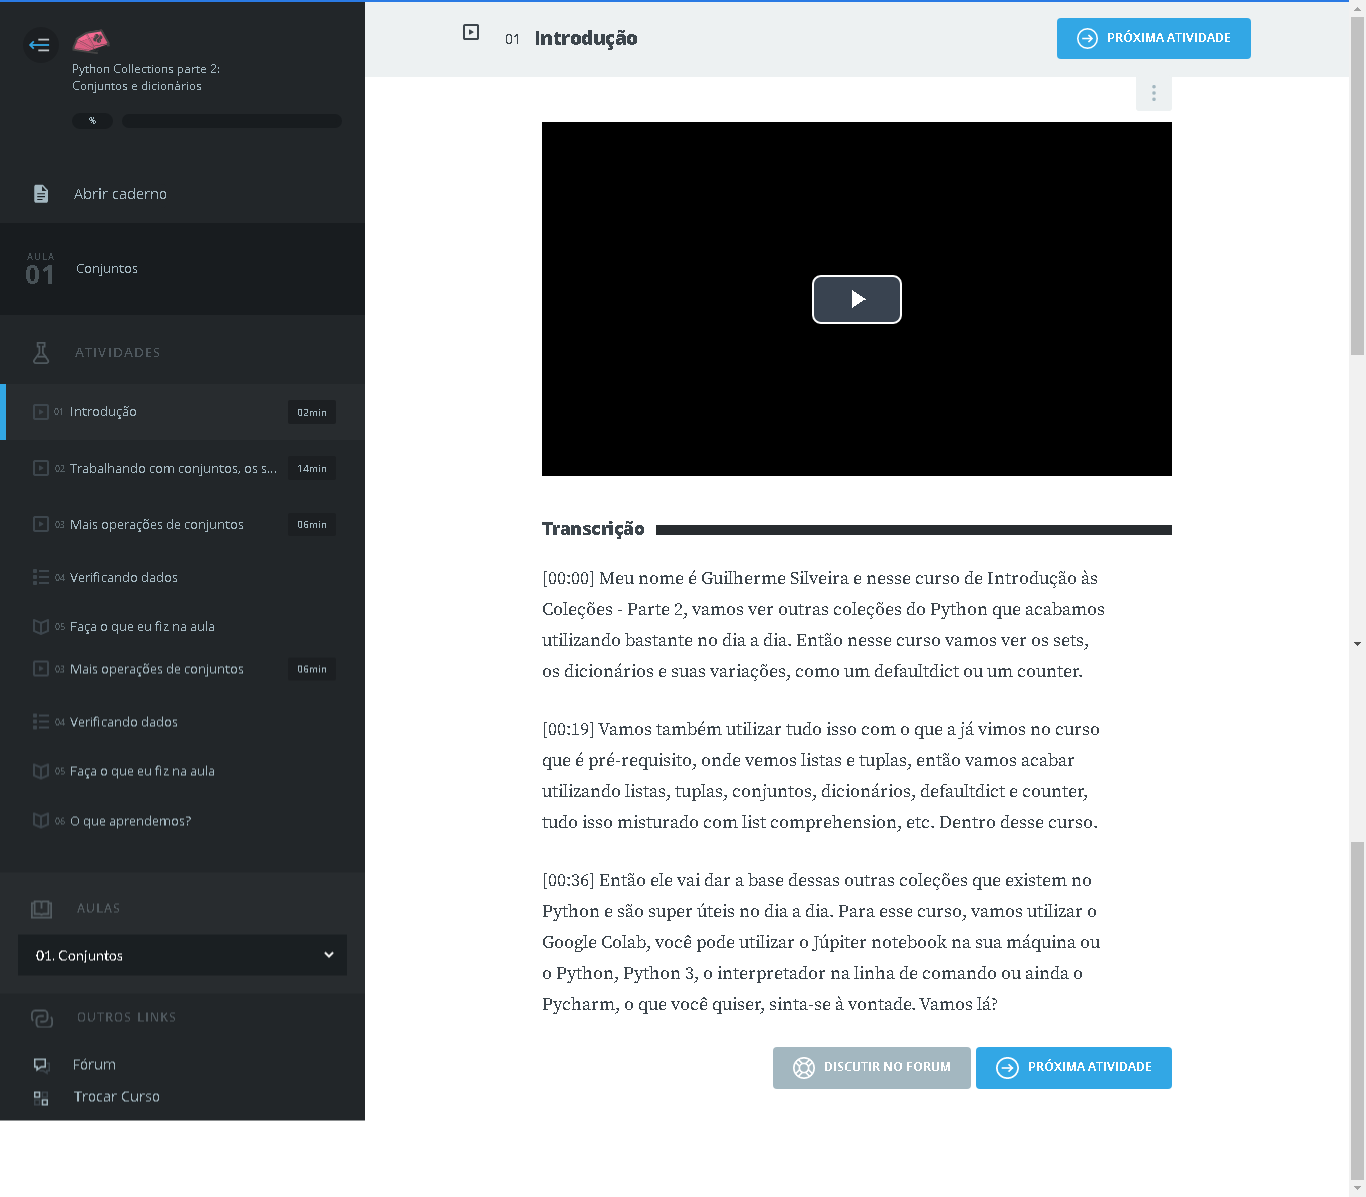 Python Collections parte 2:
Conjuntos e dicionários
%
Abrir caderno
AULA
01
Conjuntos
ATIVIDADES
01 Introdução 02min
02 Trabalhando com conjuntos, os s... 14min
03 Mais operações de conjuntos 06min
04 Verificando dados
05 Faça o que eu fiz na aula
03 Mais operações de conjuntos 06min
04 Verificando dados
05 Faça o que eu fiz na aula
06 O que aprendemos?
AULAS
01. Conjuntos
OUTROS LINKS
Fórum
Trocar Curso
01 Introdução
PRÓXIMA ATIVIDADE
Transcrição
[00:00] Meu nome é Guilherme Silveira e nesse curso de Introdução às
Coleções - Parte 2, vamos ver outras coleções do Python que acabamos
utilizando bastante no dia a dia. Então nesse curso vamos ver os sets,
os dicionários e suas variações, como um defaultdict ou um counter.
[00:19] Vamos também utilizar tudo isso com o que a já vimos no curso
que é pré-requisito, onde vemos listas e tuplas, então vamos acabar
utilizando listas, tuplas, conjuntos, dicionários, defaultdict e counter,
tudo isso misturado com list comprehension, etc. Dentro desse curso.
[00:36] Então ele vai dar a base dessas outras coleções que existem no
Python e são super úteis no dia a dia. Para esse curso, vamos utilizar o
Google Colab, você pode utilizar o Júpiter notebook na sua máquina ou
o Python, Python 3, o interpretador na linha de comando ou ainda o
Pycharm, o que você quiser, sinta-se à vontade. Vamos lá?
DISCUTIR NO FORUM
PRÓXIMA ATIVIDADE